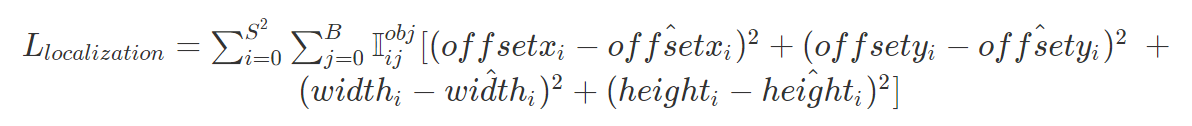 $L_{localization} = \sum_{i=0}^{S^2} \sum_{j=0}^{B} \mathbb{I}_{ij}^{obj} [(offsetx_i - off\hat{s}etx_i)^2 + (offsety_i - off\hat{s}ety_i)^2 \; +$
$(width_i - wi\hat{d}th_i)^2 + (height_i - hei\hat{g}ht_i)^2]$